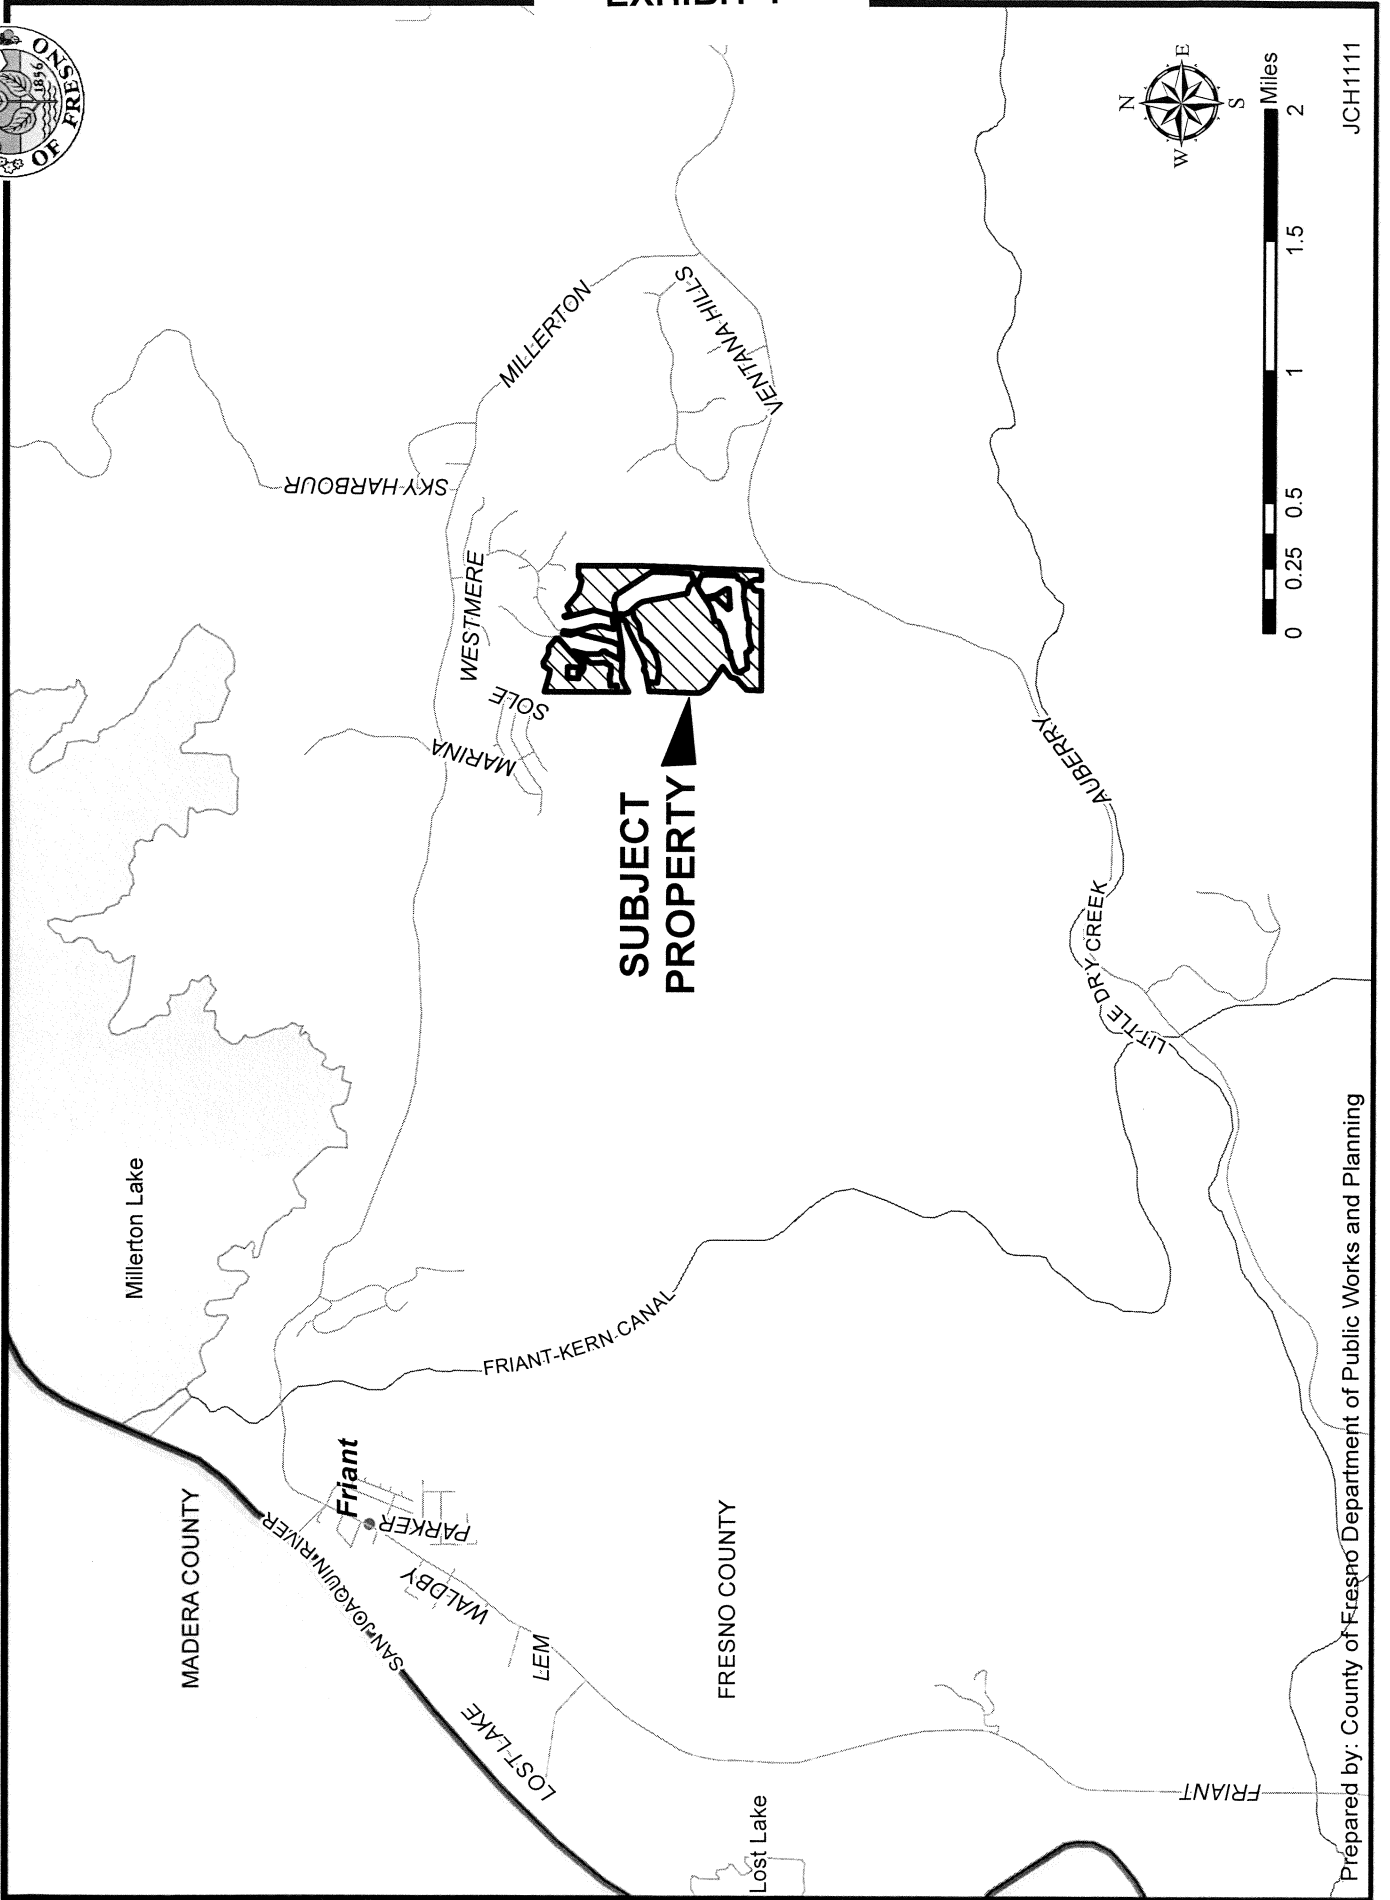 OF FRESNO
1856
Millerton Lake
MADERA COUNTY
SAN JOAQUIN RIVER
Friant
PARKER
WALDBY
LEM
LOST LAKE
Lost Lake
FRESNO COUNTY
FRIANT
FRIANT-KERN CANAL
MILLERTON
SKY HARBOUR
WESTMERE
SOLE
MARINA
VENTANA HILLS
SUBJECT
PROPERTY
AUBERRY
LITTLE DRY CREEK
N
E
S
W
0 0.25 0.5 1 1.5 2
Miles
Prepared by: County of Fresno Department of Public Works and Planning
JCH1111